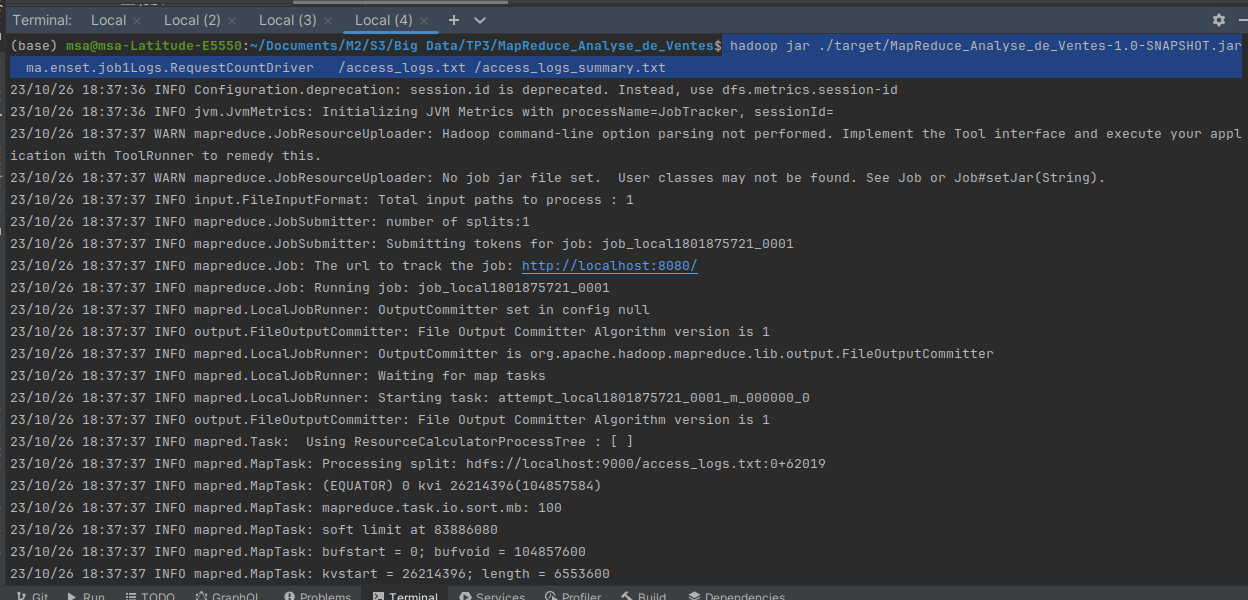 Terminal: Local × Local (2) × Local (3) × Local (4) ×
(base) msa@msa-Latitude-E5550:~/Documents/M2/S3/Big Data/TP3/MapReduce_Analyse_de_Ventes$ hadoop jar ./target/MapReduce_Analyse_de_Ventes-1.0-SNAPSHOT.jar
ma.enset.job1Logs.RequestCountDriver /access_logs.txt /access_logs_summary.txt
23/10/26 18:37:36 INFO Configuration.deprecation: session.id is deprecated. Instead, use dfs.metrics.session-id
23/10/26 18:37:36 INFO jvm.JvmMetrics: Initializing JVM Metrics with processName=JobTracker, sessionId=
23/10/26 18:37:37 WARN mapreduce.JobResourceUploader: Hadoop command-line option parsing not performed. Implement the Tool interface and execute your appl
ication with ToolRunner to remedy this.
23/10/26 18:37:37 WARN mapreduce.JobResourceUploader: No job jar file set.  User classes may not be found. See Job or Job#setJar(String).
23/10/26 18:37:37 INFO input.FileInputFormat: Total input paths to process : 1
23/10/26 18:37:37 INFO mapreduce.JobSubmitter: number of splits:1
23/10/26 18:37:37 INFO mapreduce.JobSubmitter: Submitting tokens for job: job_local1801875721_0001
23/10/26 18:37:37 INFO mapreduce.Job: The url to track the job: http://localhost:8080/
23/10/26 18:37:37 INFO mapreduce.Job: Running job: job_local1801875721_0001
23/10/26 18:37:37 INFO mapred.LocalJobRunner: OutputCommitter set in config null
23/10/26 18:37:37 INFO output.FileOutputCommitter: File Output Committer Algorithm version is 1
23/10/26 18:37:37 INFO mapred.LocalJobRunner: OutputCommitter is org.apache.hadoop.mapreduce.lib.output.FileOutputCommitter
23/10/26 18:37:37 INFO mapred.LocalJobRunner: Waiting for map tasks
23/10/26 18:37:37 INFO mapred.LocalJobRunner: Starting task: attempt_local1801875721_0001_m_000000_0
23/10/26 18:37:37 INFO output.FileOutputCommitter: File Output Committer Algorithm version is 1
23/10/26 18:37:37 INFO mapred.Task:  Using ResourceCalculatorProcessTree : [ ]
23/10/26 18:37:37 INFO mapred.MapTask: Processing split: hdfs://localhost:9000/access_logs.txt:0+62019
23/10/26 18:37:37 INFO mapred.MapTask: (EQUATOR) 0 kvi 26214396(104857584)
23/10/26 18:37:37 INFO mapred.MapTask: mapreduce.task.io.sort.mb: 100
23/10/26 18:37:37 INFO mapred.MapTask: soft limit at 83886080
23/10/26 18:37:37 INFO mapred.MapTask: bufstart = 0; bufvoid = 104857600
23/10/26 18:37:37 INFO mapred.MapTask: kvstart = 26214396; length = 6553600
Git Run TODO GraphQL Problems Terminal Services Profiler Build Dependencies